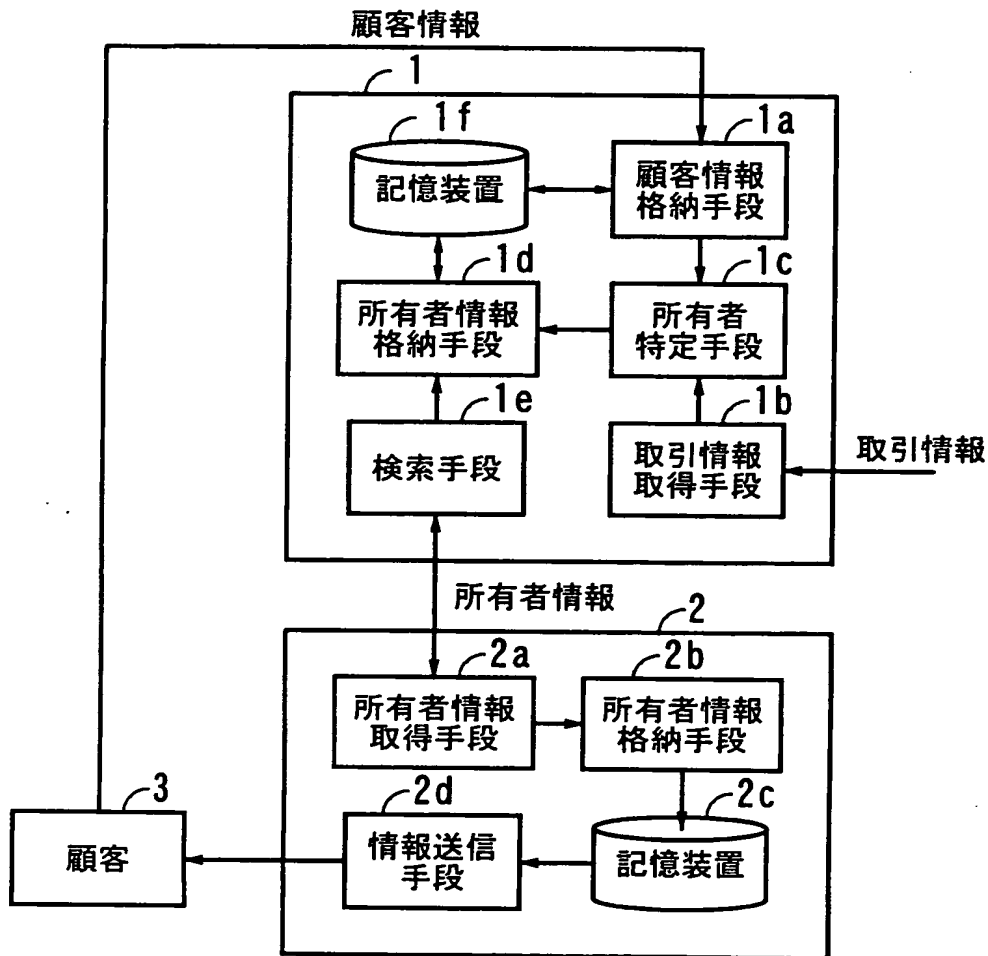 顧客情報
1
1f
記憶装置
1a
顧客情報
格納手段
1d
所有者情報
格納手段
1c
所有者
特定手段
1e
検索手段
1b
取引情報
取得手段
取引情報
所有者情報
2
2a
所有者情報
取得手段
2b
所有者情報
格納手段
3
顧客
2d
情報送信
手段
2c
記憶装置